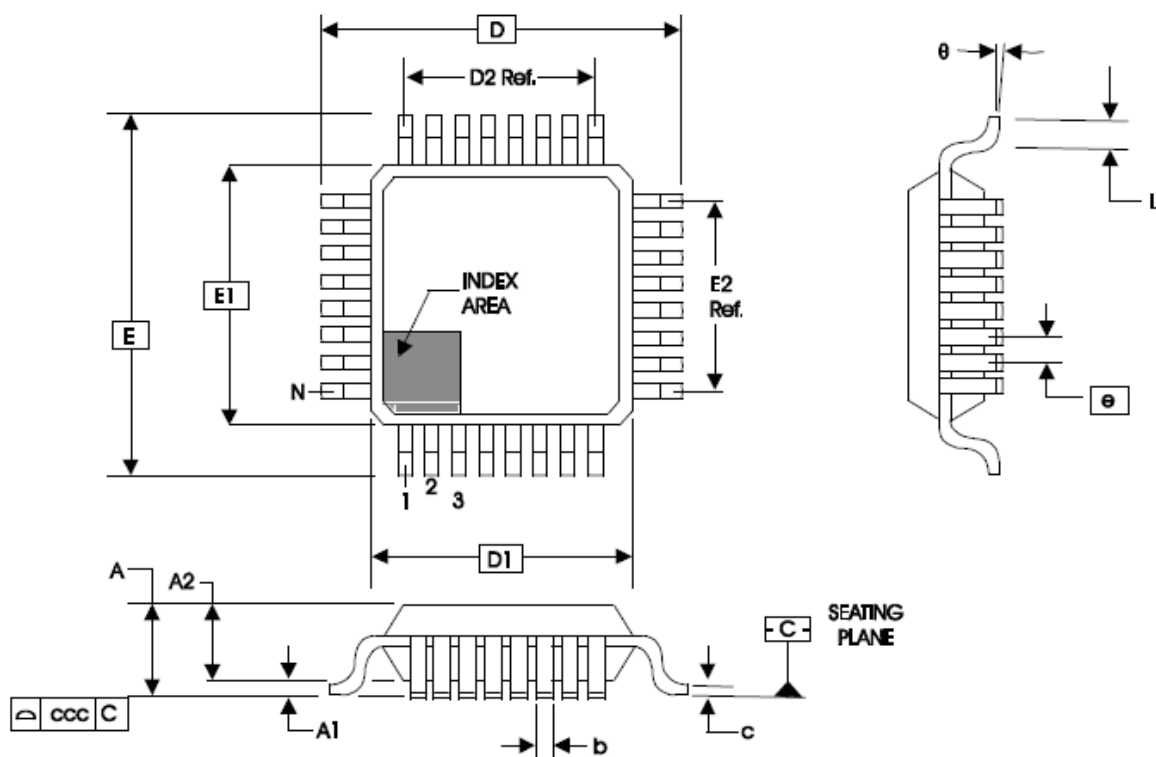 D
θ
D2 Ref.
L
E1
INDEX
AREA
E2
Ref.
E
N
e
1
2
3
D1
A
A2
C
SEATING
PLANE
ccc C
A1
b
c